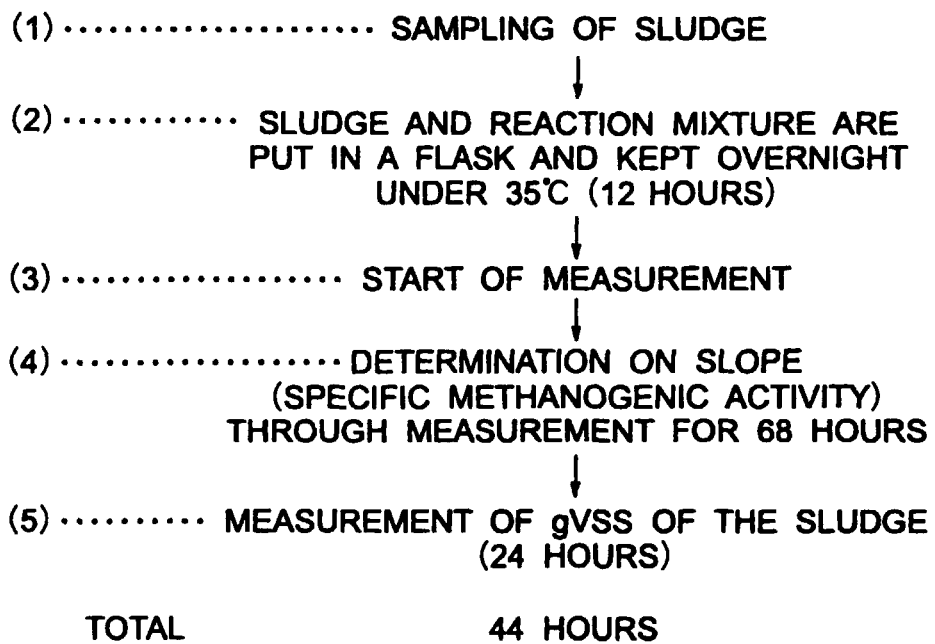 (1) ····················· SAMPLING OF SLUDGE
(2) ············ SLUDGE AND REACTION MIXTURE ARE
PUT IN A FLASK AND KEPT OVERNIGHT
UNDER 35℃ (12 HOURS)
(3) ··················· START OF MEASUREMENT
(4) ··················· DETERMINATION ON SLOPE
(SPECIFIC METHANOGENIC ACTIVITY)
THROUGH MEASUREMENT FOR 68 HOURS
(5) ·········· MEASUREMENT OF gVSS OF THE SLUDGE
(24 HOURS)
TOTAL 44 HOURS